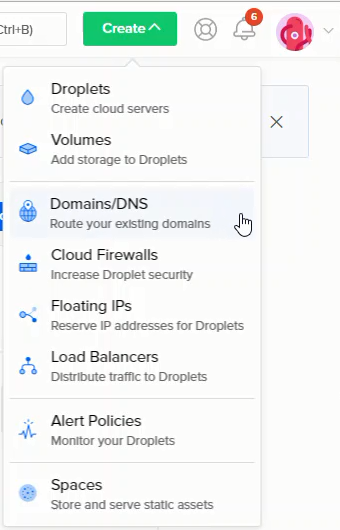 Ctrl+B)
Create
6
Droplets
Create cloud servers
Volumes
Add storage to Droplets
Domains/DNS
Route your existing domains
Cloud Firewalls
Increase Droplet security
Floating IPs
Reserve IP addresses for Droplets
Load Balancers
Distribute traffic to Droplets
Alert Policies
Monitor your Droplets
Spaces
Store and serve static assets